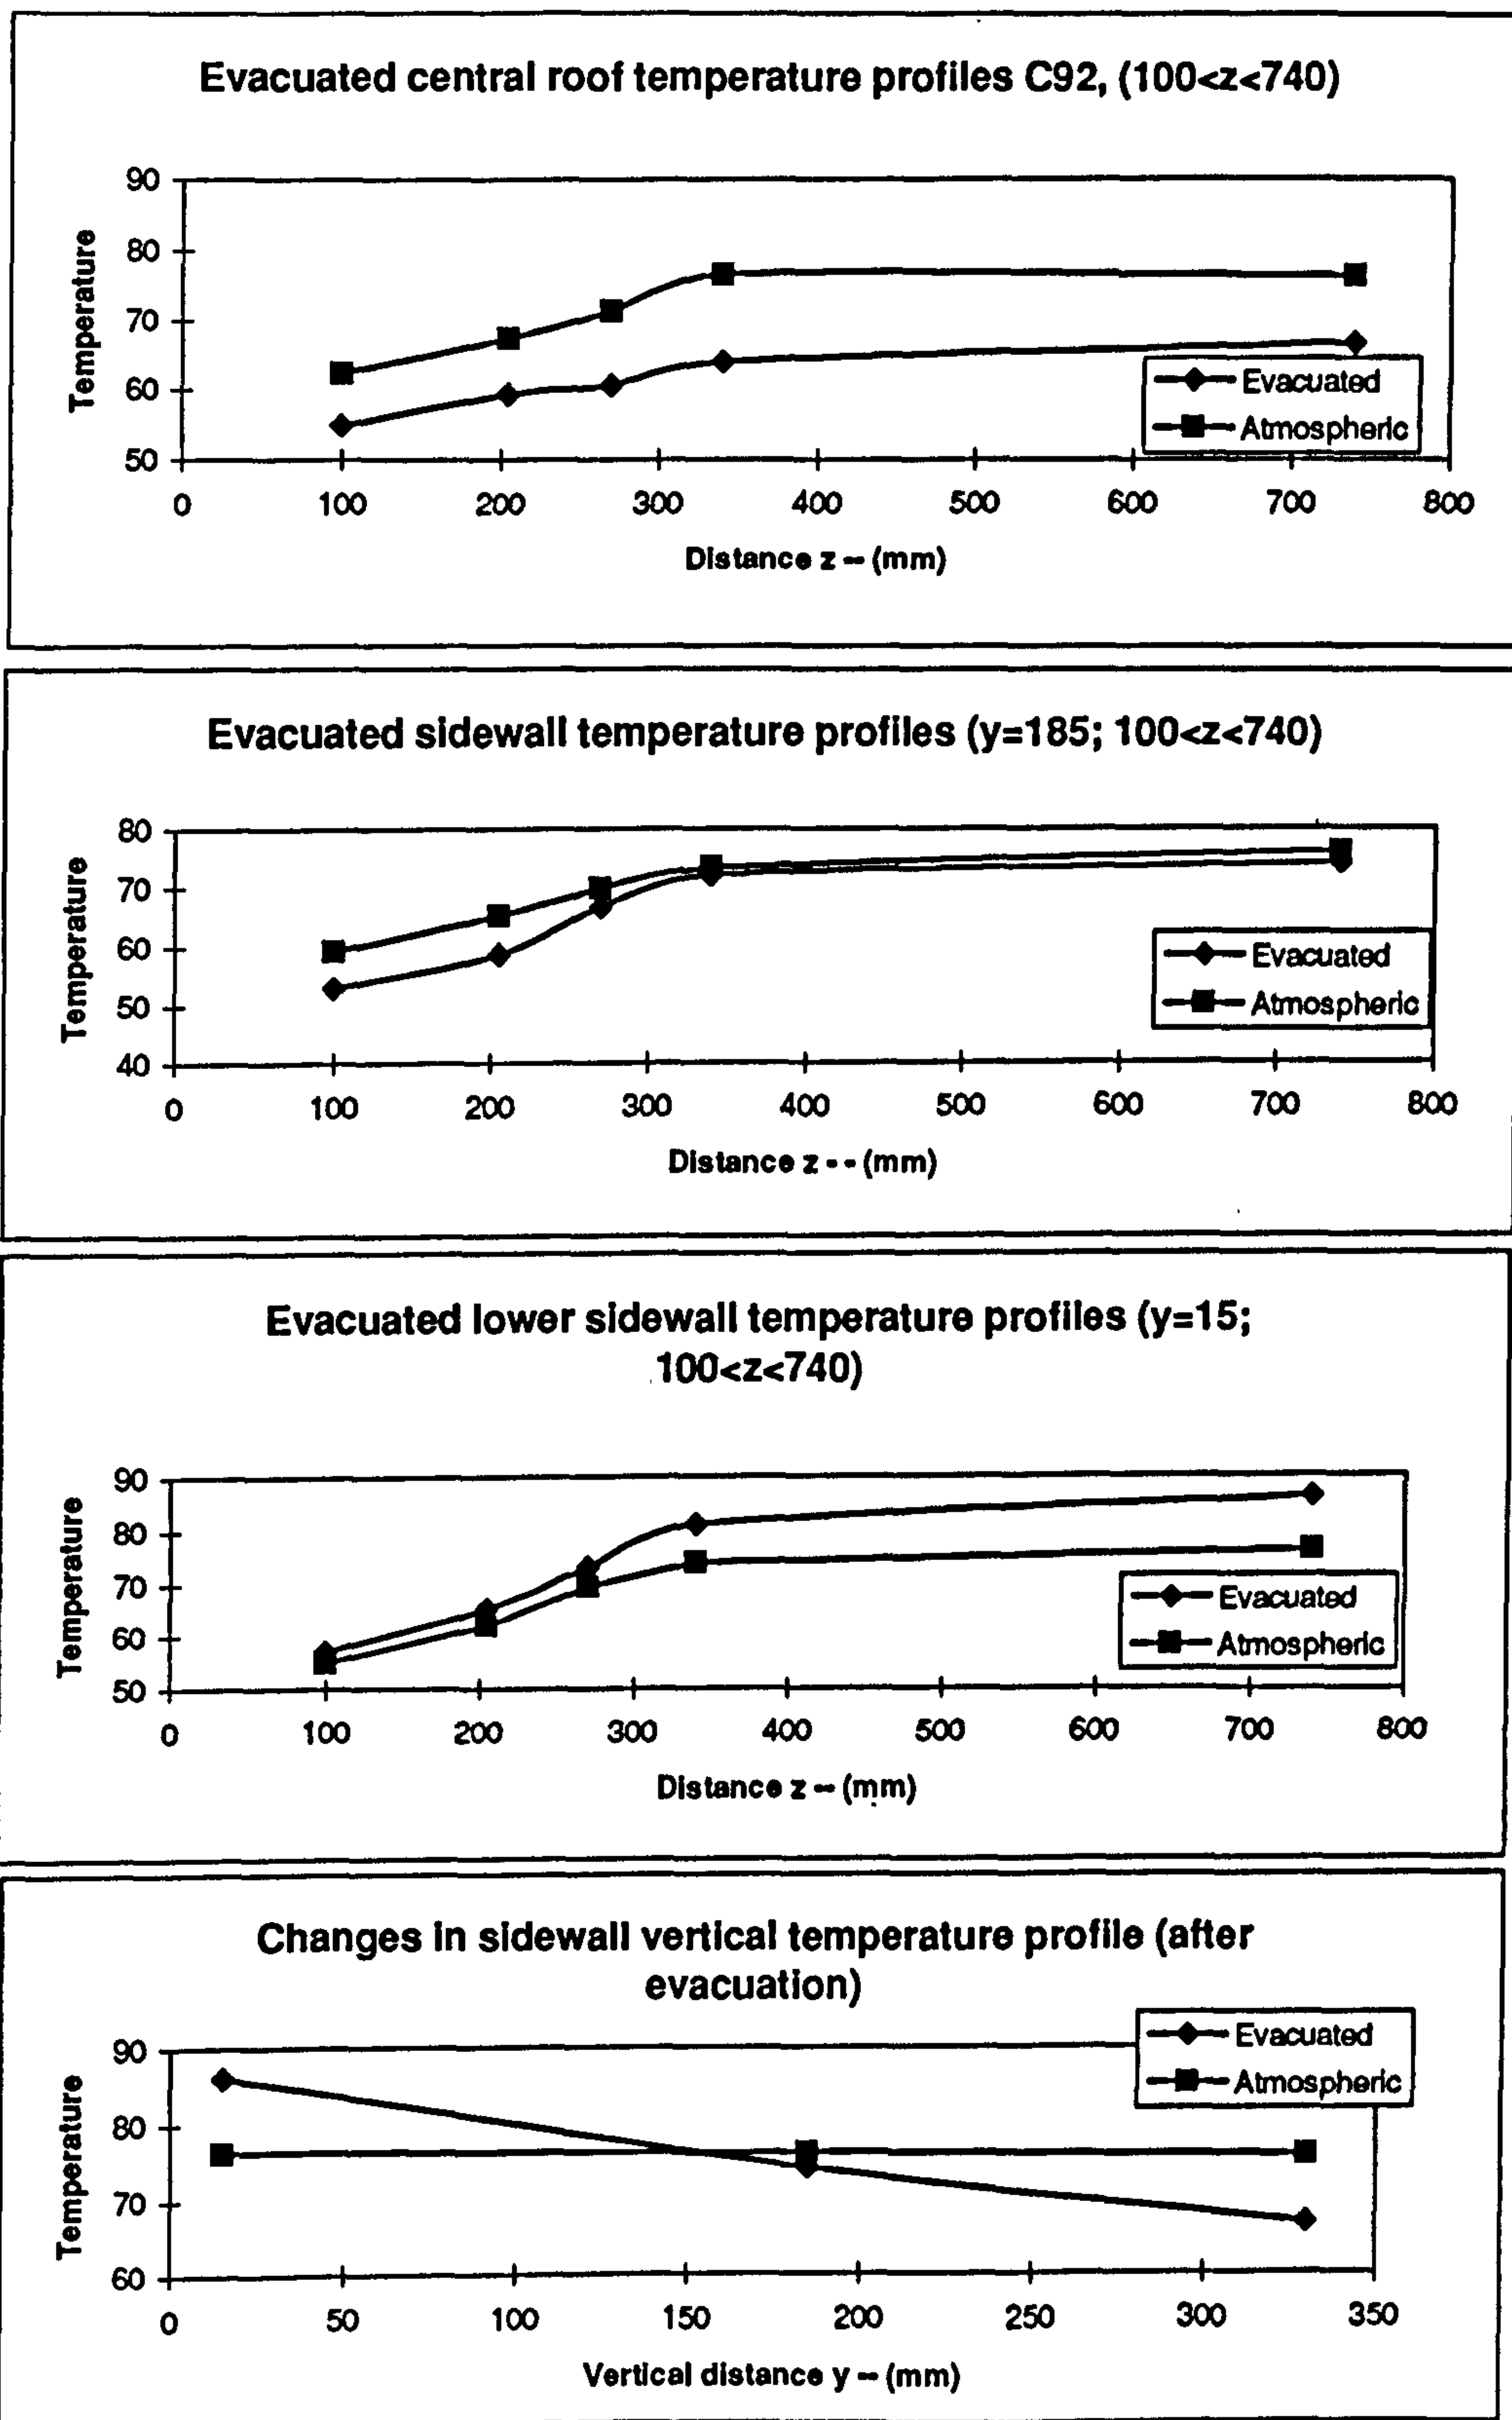 Evacuated central roof temperature profiles C92, (100<z<740)
90
80
70
60
50
Temperature
0 100 200 300 400 500 600 700 800
Distance z -- (mm)
Evacuated
Atmospheric
Evacuated sidewall temperature profiles (y=185; 100<z<740)
80
70
60
50
40
Temperature
0 100 200 300 400 500 600 700 800
Distance z - - (mm)
Evacuated
Atmospheric
Evacuated lower sidewall temperature profiles (y=15;
100<z<740)
90
80
70
60
50
Temperature
0 100 200 300 400 500 600 700 800
Distance z -- (mm)
Evacuated
Atmospheric
Changes in sidewall vertical temperature profile (after
evacuation)
90
80
70
60
Temperature
0 50 100 150 200 250 300 350
Vertical distance y -- (mm)
Evacuated
Atmospheric